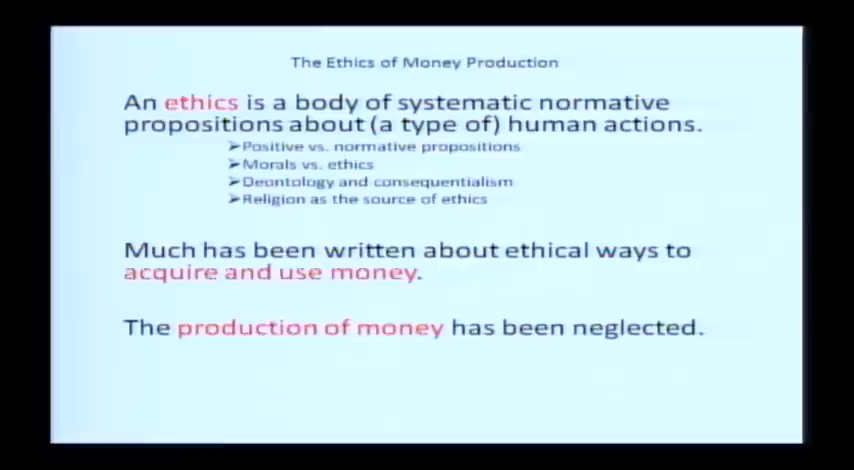 The Ethics of Money Production
An ethics is a body of systematic normative
propositions about (a type of) human actions.
➢Positive vs. normative propositions
➢Morals vs. ethics
➢Deontology and consequentialism
➢Religion as the source of ethics
Much has been written about ethical ways to
acquire and use money.
The production of money has been neglected.